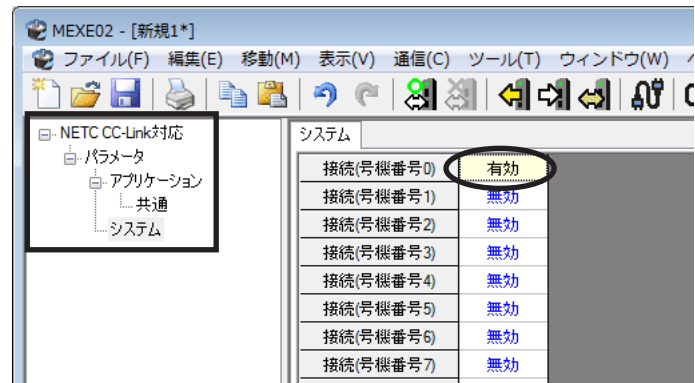 MEXE02 - [新規1*]
ファイル(F) 編集(E) 移動(M) 表示(V) 通信(C) ツール(T) ウィンドウ(W)
NETC CC-Link対応
パラメータ
アプリケーション
共通
システム
システム
接続(号機番号0) 有効
接続(号機番号1) 無効
接続(号機番号2) 無効
接続(号機番号3) 無効
接続(号機番号4) 無効
接続(号機番号5) 無効
接続(号機番号6) 無効
接続(号機番号7) 無効